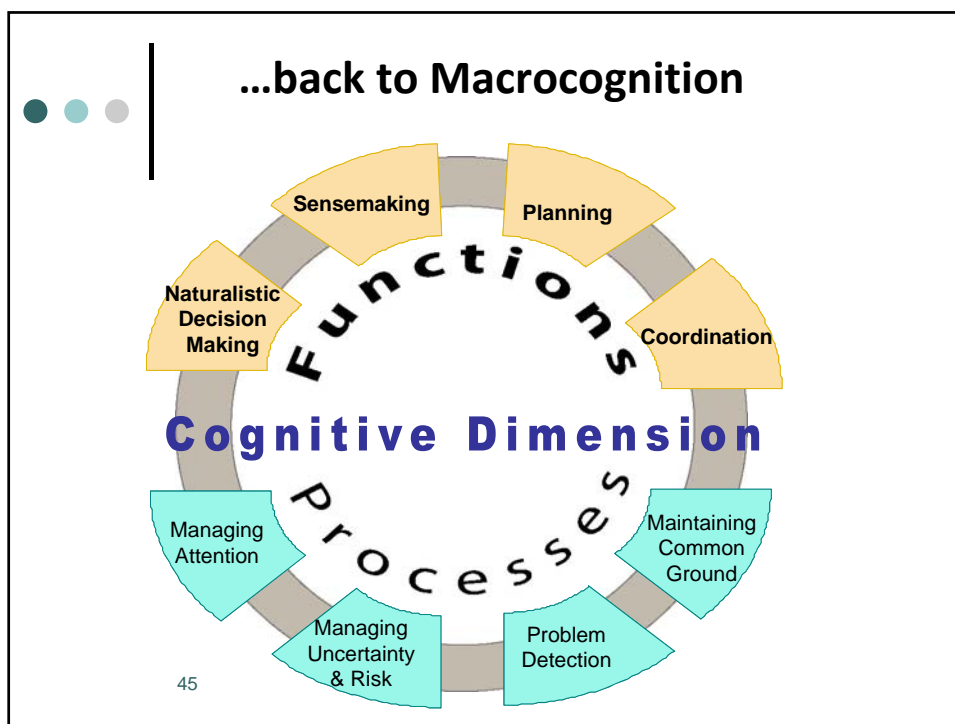 ...back to Macrocognition
Sensemaking
Planning
Naturalistic
Decision
Making
Coordination
Functions
Cognitive Dimension
Processes
Managing
Attention
Maintaining
Common
Ground
Managing
Uncertainty
& Risk
Problem
Detection
45